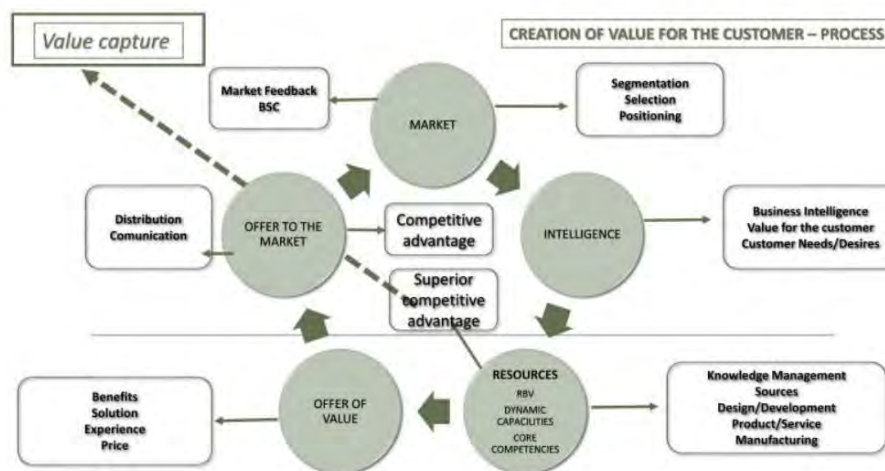 Value capture
CREATION OF VALUE FOR THE CUSTOMER – PROCESS
Market Feedback
BSC
MARKET
Segmentation
Selection
Positioning
Distribution
Comunication
OFFER TO THE
MARKET
Competitive
advantage
INTELLIGENCE
Business Intelligence
Value for the customer
Customer Needs/Desires
Superior
competitive
advantage
Benefits
Solution
Experience
Price
OFFER OF
VALUE
RESOURCES
RBV
DYNAMIC
CAPACIUTIES
CORE
COMPETENCIES
Knowledge Management
Sources
Design/Development
Product/Service
Manufacturing